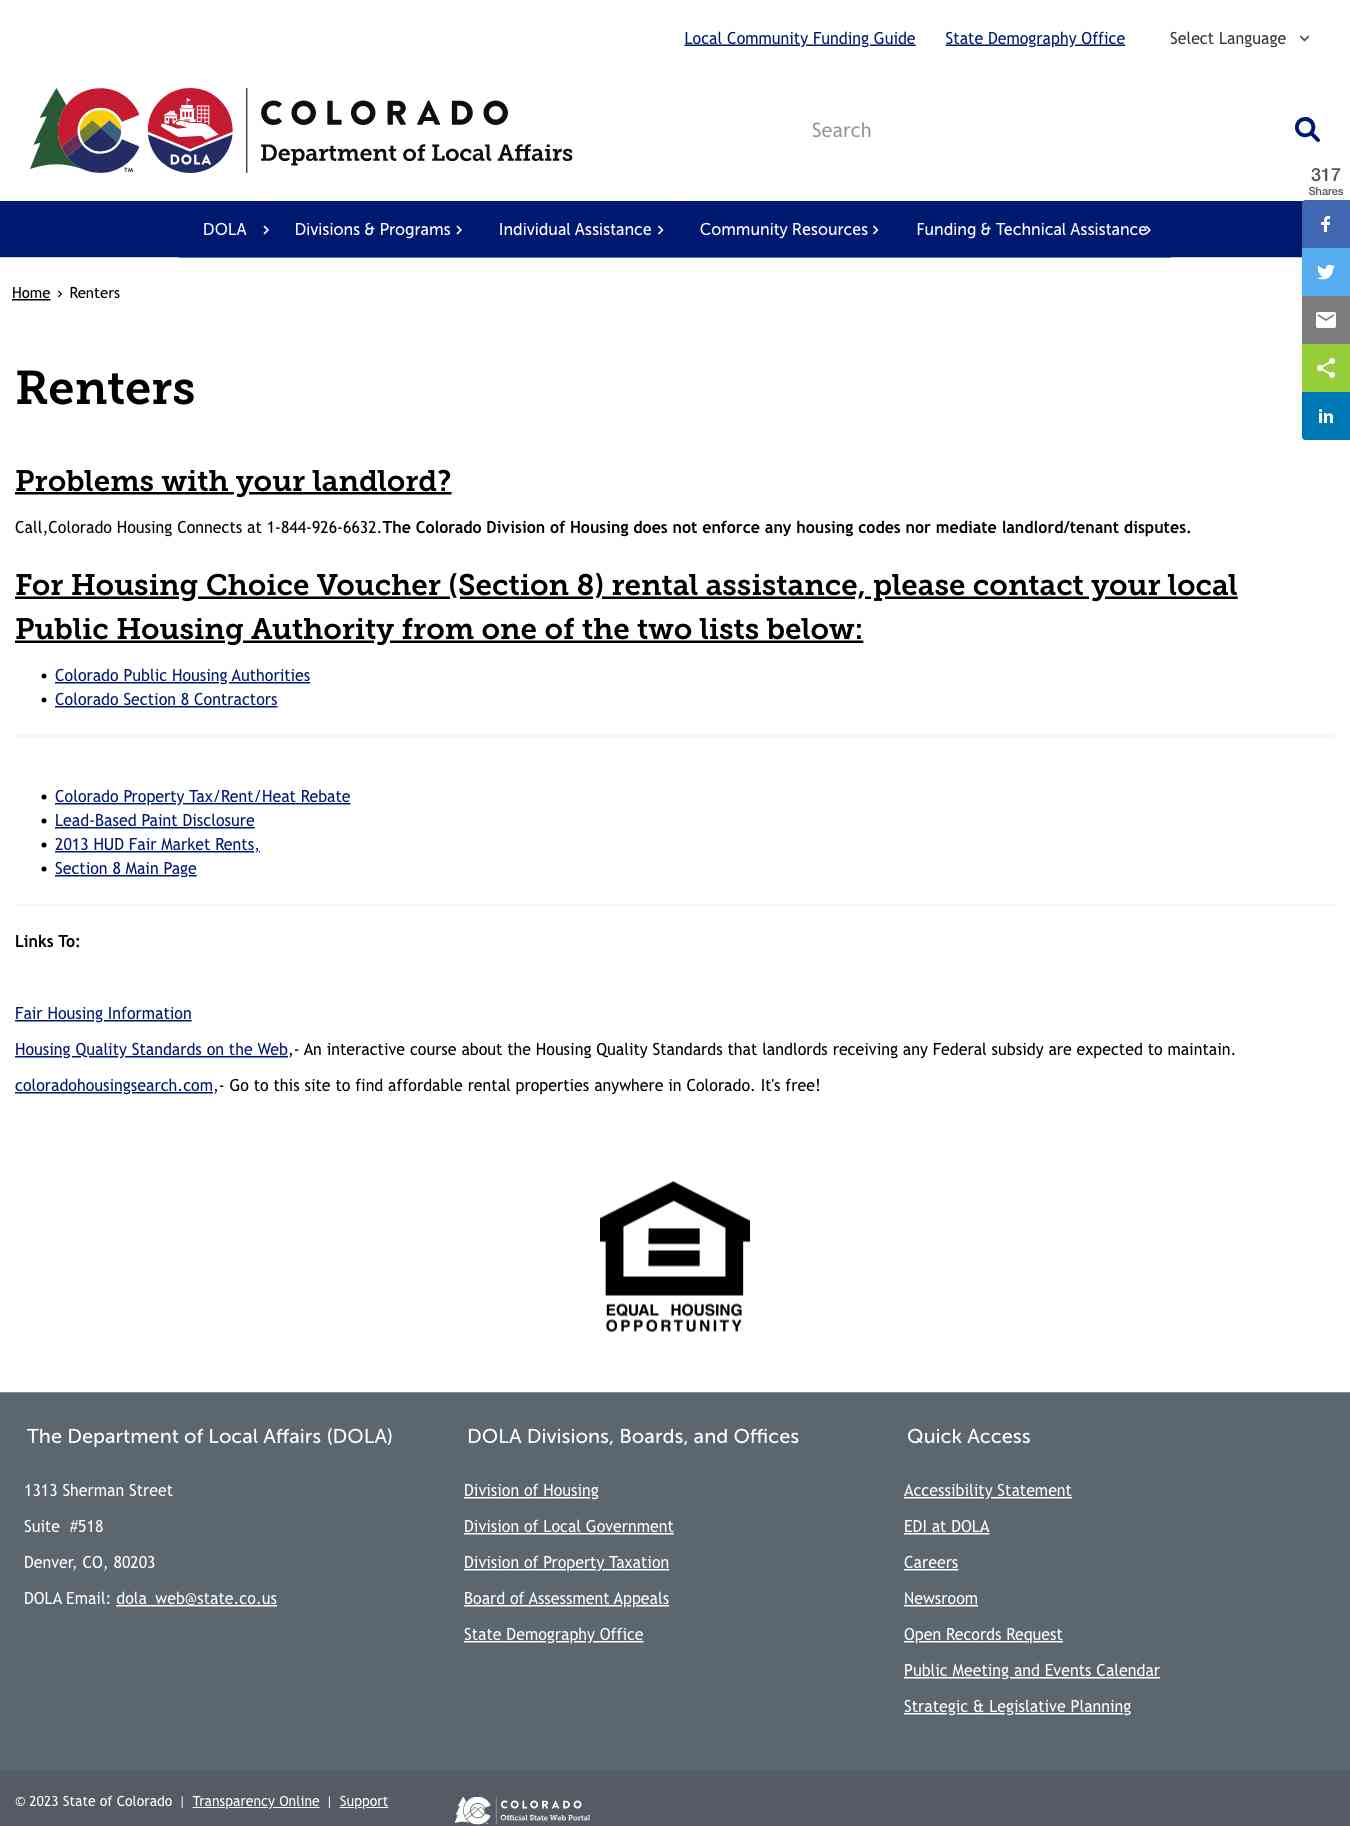 Local Community Funding Guide State Demography Office Select Language
COLORADO
Department of Local Affairs
TM
DOLA
Search
317
Shares
DOLA Divisions & Programs Individual Assistance Community Resources Funding & Technical Assistance
Home › Renters
Renters
Problems with your landlord?
Call,Colorado Housing Connects at 1-844-926-6632.The Colorado Division of Housing does not enforce any housing codes nor mediate landlord/tenant disputes.
For Housing Choice Voucher (Section 8) rental assistance, please contact your local
Public Housing Authority from one of the two lists below:
• Colorado Public Housing Authorities
• Colorado Section 8 Contractors
• Colorado Property Tax/Rent/Heat Rebate
• Lead-Based Paint Disclosure
• 2013 HUD Fair Market Rents,
• Section 8 Main Page
Links To:
Fair Housing Information
Housing Quality Standards on the Web,- An interactive course about the Housing Quality Standards that landlords receiving any Federal subsidy are expected to maintain.
coloradohousingsearch.com,- Go to this site to find affordable rental properties anywhere in Colorado. It's free!
EQUAL HOUSING
OPPORTUNITY
The Department of Local Affairs (DOLA)
1313 Sherman Street
Suite #518
Denver, CO, 80203
DOLA Email: dola_web@state.co.us
DOLA Divisions, Boards, and Offices
Division of Housing
Division of Local Government
Division of Property Taxation
Board of Assessment Appeals
State Demography Office
Quick Access
Accessibility Statement
EDI at DOLA
Careers
Newsroom
Open Records Request
Public Meeting and Events Calendar
Strategic & Legislative Planning
© 2023 State of Colorado | Transparency Online | Support
COLORADO
Official State Web Portal